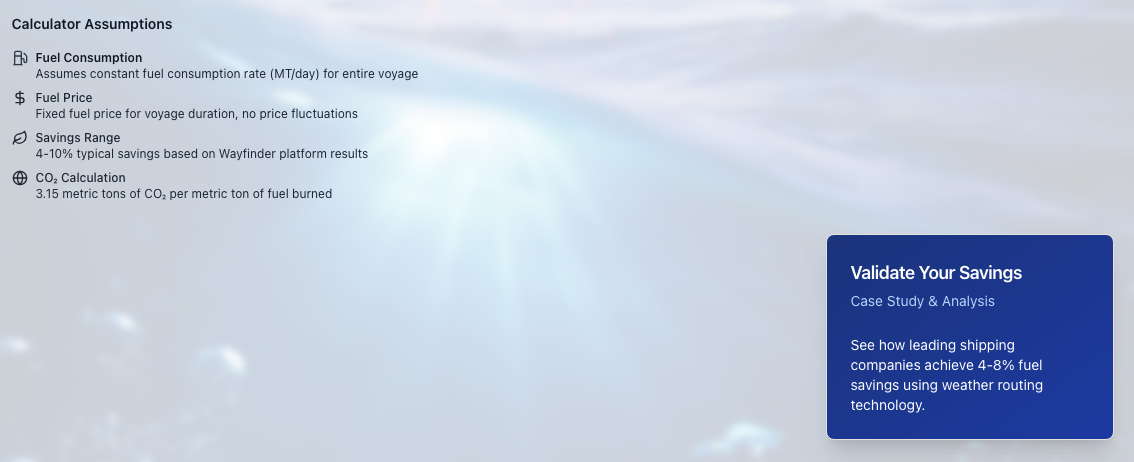 Calculator Assumptions
Fuel Consumption
Assumes constant fuel consumption rate (MT/day) for entire voyage
Fuel Price
Fixed fuel price for voyage duration, no price fluctuations
Savings Range
4-10% typical savings based on Wayfinder platform results
CO₂ Calculation
3.15 metric tons of CO₂ per metric ton of fuel burned
Validate Your Savings
Case Study & Analysis
See how leading shipping
companies achieve 4-8% fuel
savings using weather routing
technology.